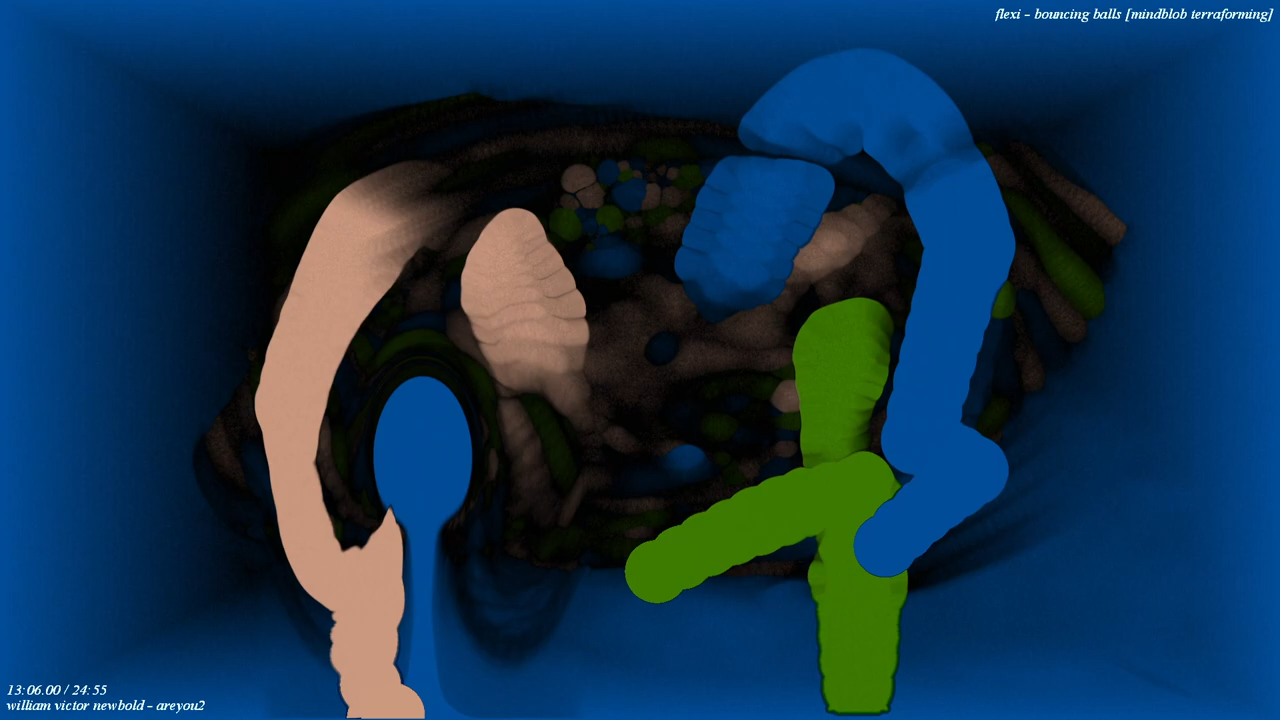 flexi - bouncing balls [mindblob terraforming]
13:06.00 / 24:55
william victor newbold - areyou2